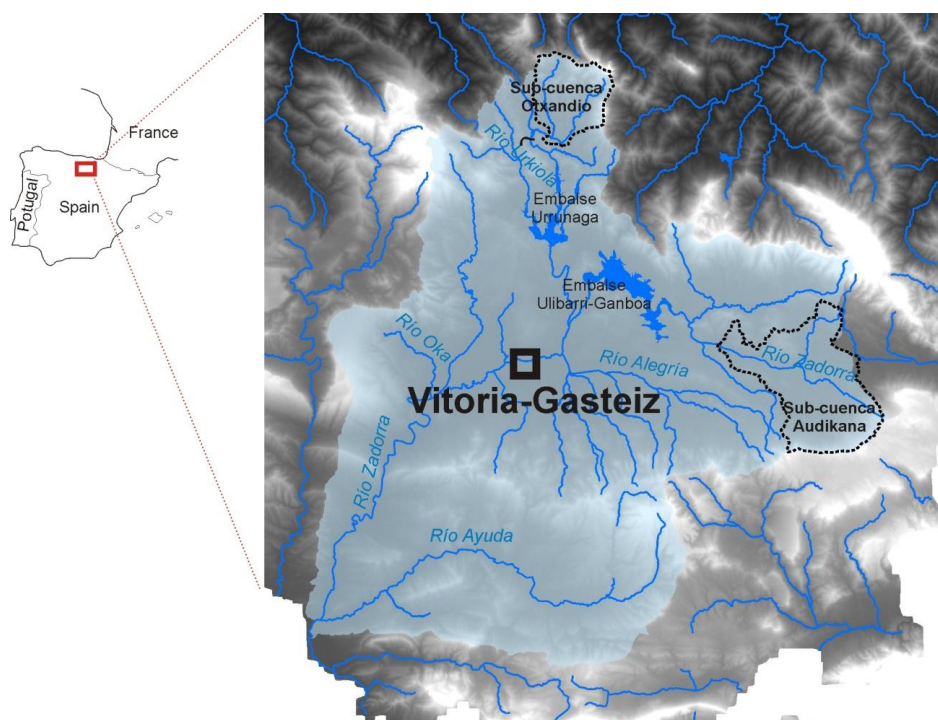 France
Potugal
Spain
Sub-cuenca
Otxandio
Río Urkiola
Embalse
Urrunaga
Embalse
Ulibarri-Ganboa
Río Oka
Río Alegría
Río Zadorra
Vitoria-Gasteiz
Sub-cuenca
Audikana
Río Zadorra
Río Ayuda